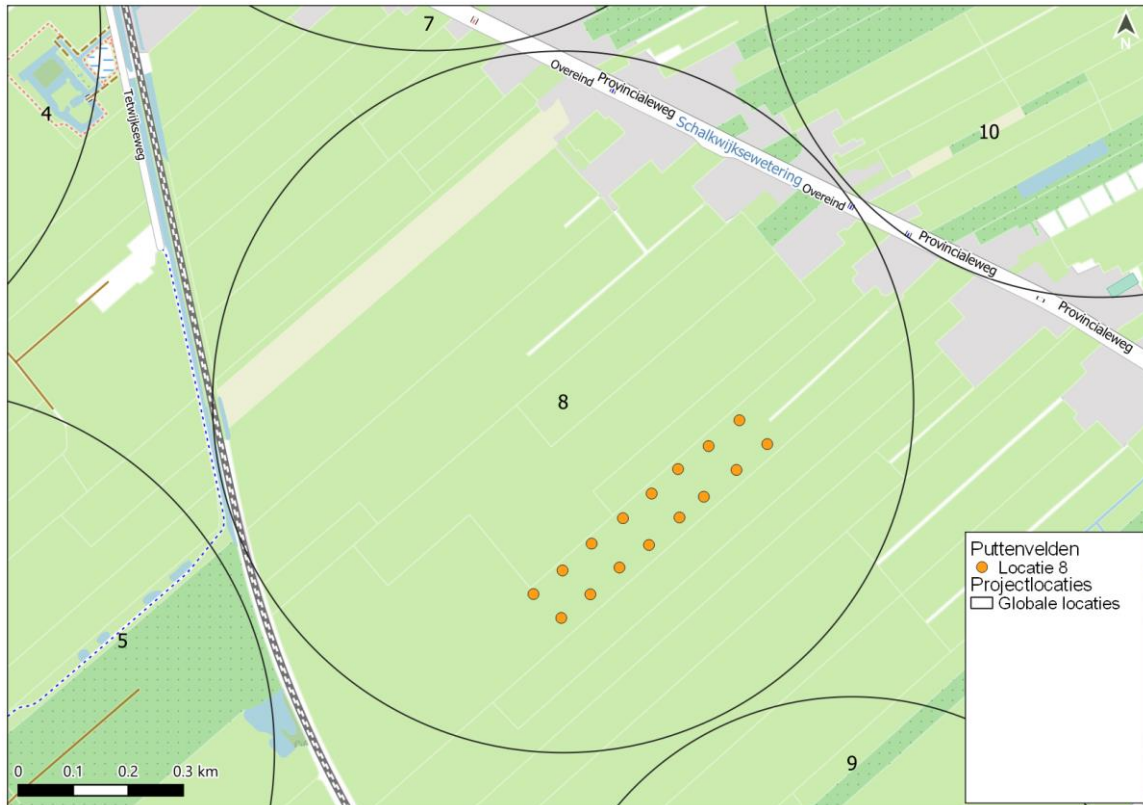 7
N
Overeind
Provincialeweg
4
Tetwijkseweg
10
Schalkwijksewetering
Overeind
Provincialeweg
Provincialeweg
8
Puttenvelden
Locatie 8
Projectlocaties
Globale locaties
5
9
0 0.1 0.2 0.3 km